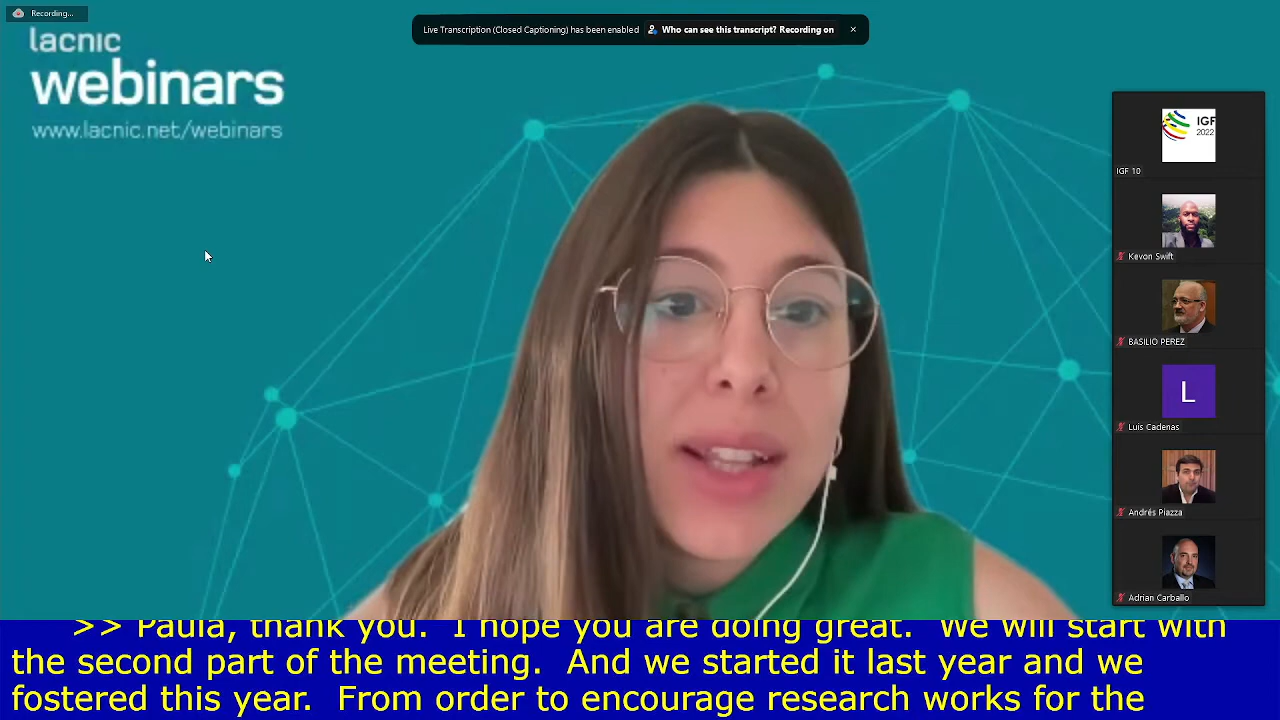 Recording...
Live Transcription (Closed Captioning) has been enabled Who can see this transcript? Recording on
lacnic
webinars
www.lacnic.net/webinars
IGF
2022
IGF 10
Kevon Swift
BASILIO PEREZ
L
Luis Cadenas
Andrés Piazza
Adrian Carballo
>> Paula, thank you. I hope you are doing great. We will start with
the second part of the meeting. And we started it last year and we
fostered this year. From order to encourage research works for the